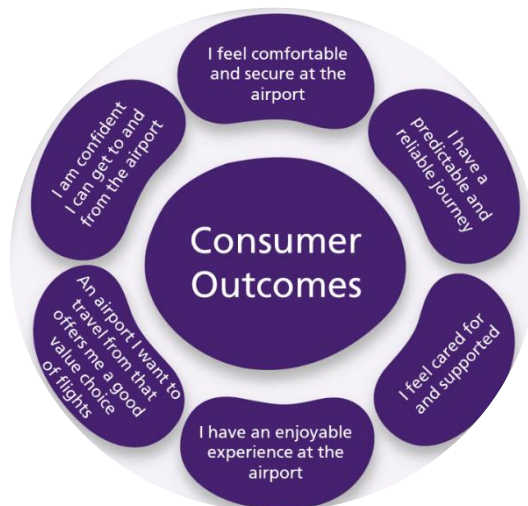 Consumer
Outcomes
I feel comfortable
and secure at the
airport
I have a
predictable and
reliable journey
I feel cared for
and supported
I have an enjoyable
experience at the
airport
An airport I want to
travel from that
offers me a good
value choice
of flights
I am confident
I can get to and
from the airport